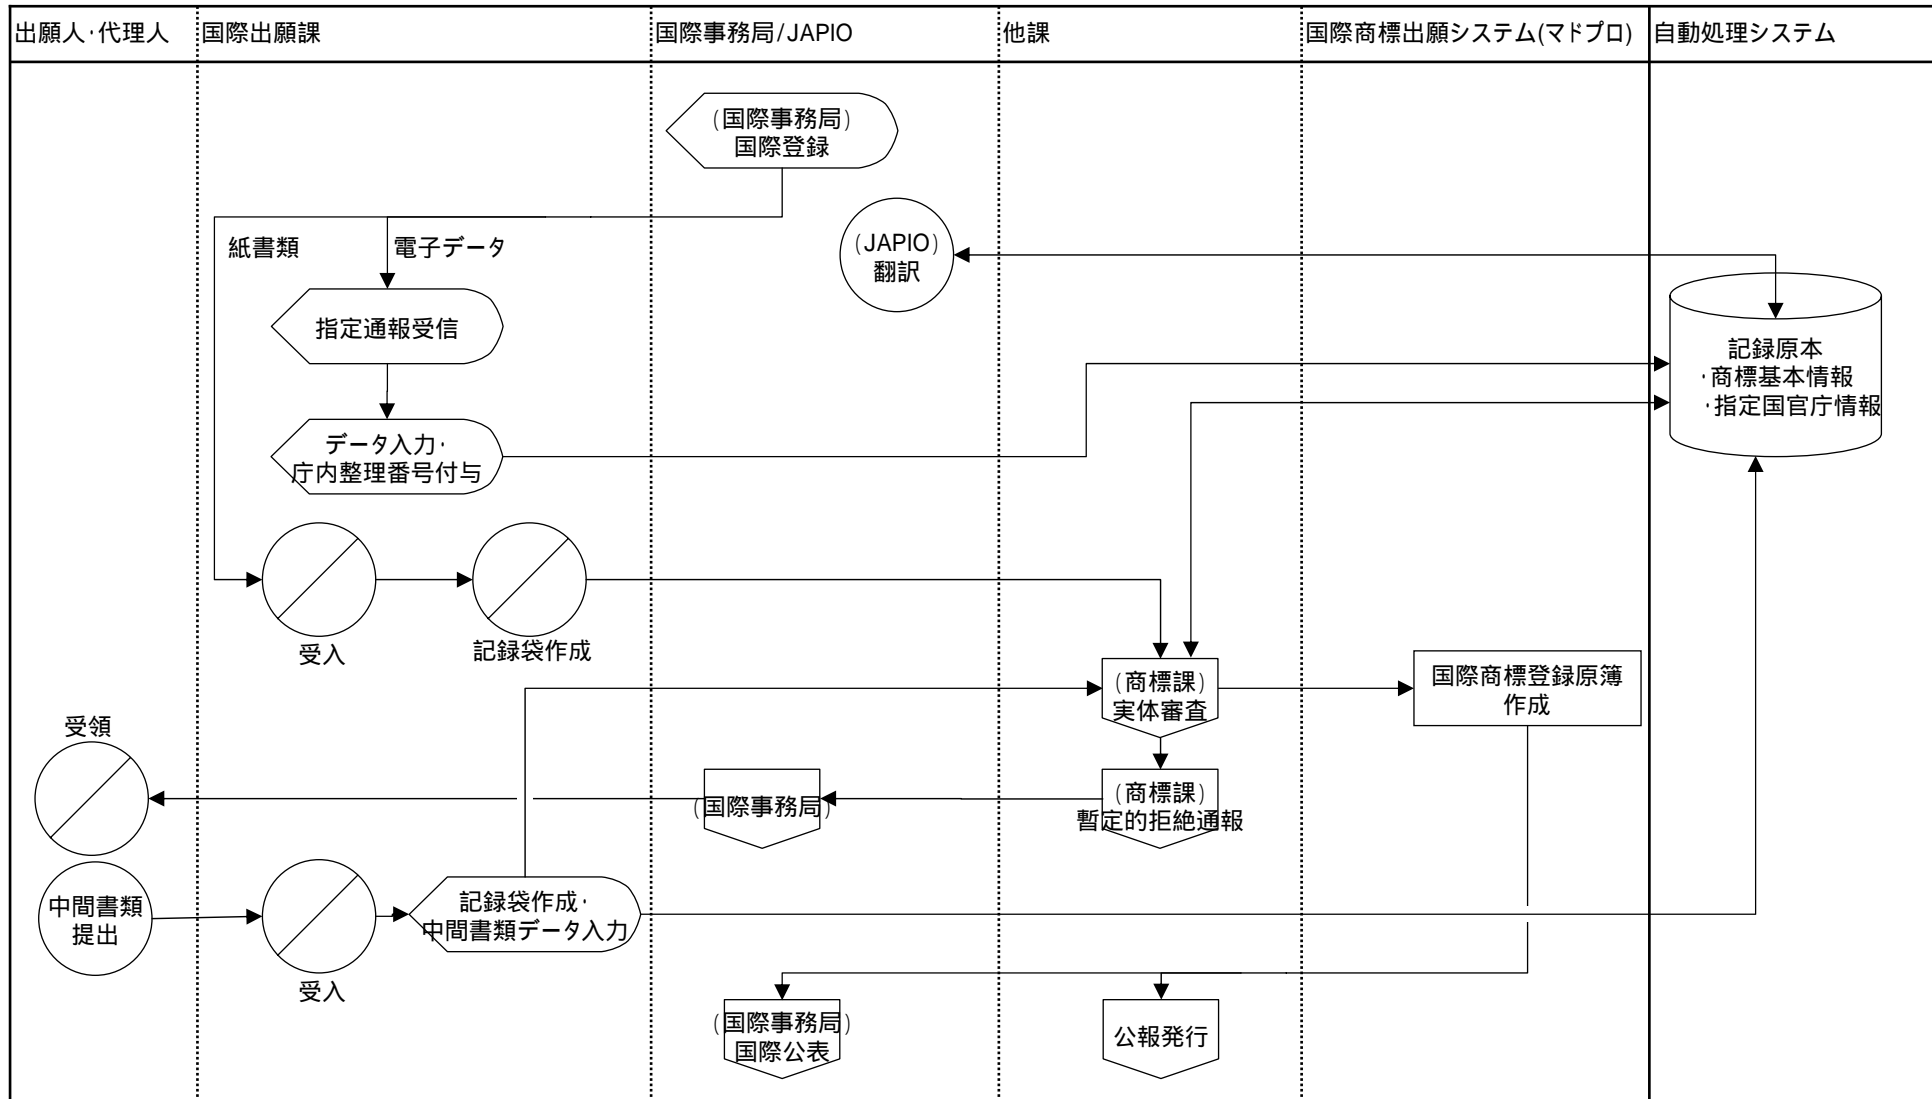 出願人・代理人
国際出願課
国際事務局/JAPIO
他課
国際商標出願システム(マドプロ)
自動処理システム
(国際事務局)
国際登録
紙書類
電子データ
(JAPIO)
翻訳
指定通報受信
記録原本
・商標基本情報
・指定国官庁情報
データ入力・
庁内整理番号付与
受入
記録袋作成
(商標課)
実体審査
国際商標登録原簿
作成
受領
(国際事務局)
(商標課)
暫定的拒絶通報
中間書類
提出
記録袋作成・
中間書類データ入力
受入
(国際事務局)
国際公表
公報発行